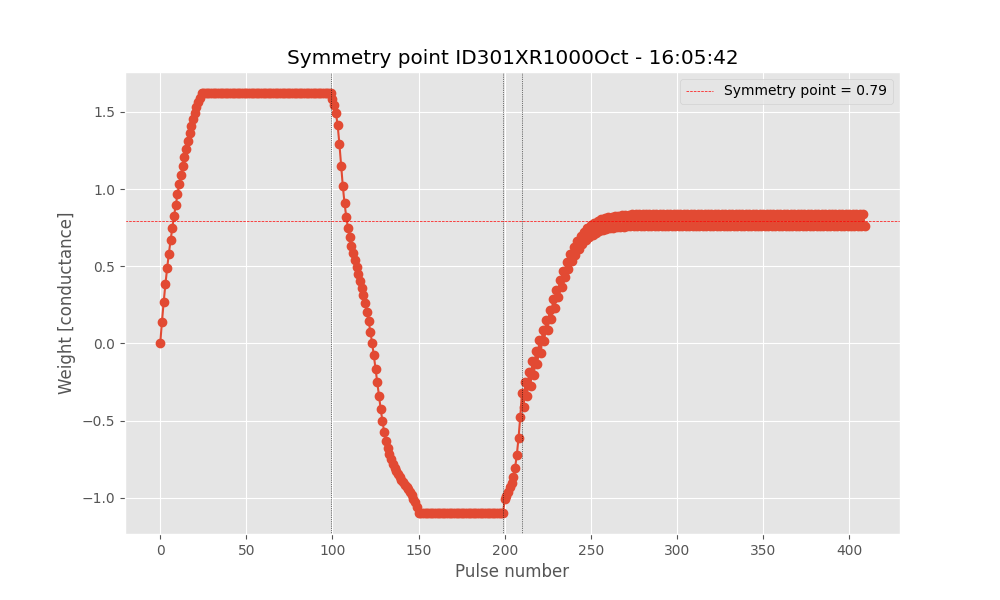 Symmetry point ID301XR1000Oct - 16:05:42
Symmetry point = 0.79
Weight [conductance]
1.5
1.0
0.5
0.0
−0.5
−1.0
0 50 100 150 200 250 300 350 400
Pulse number